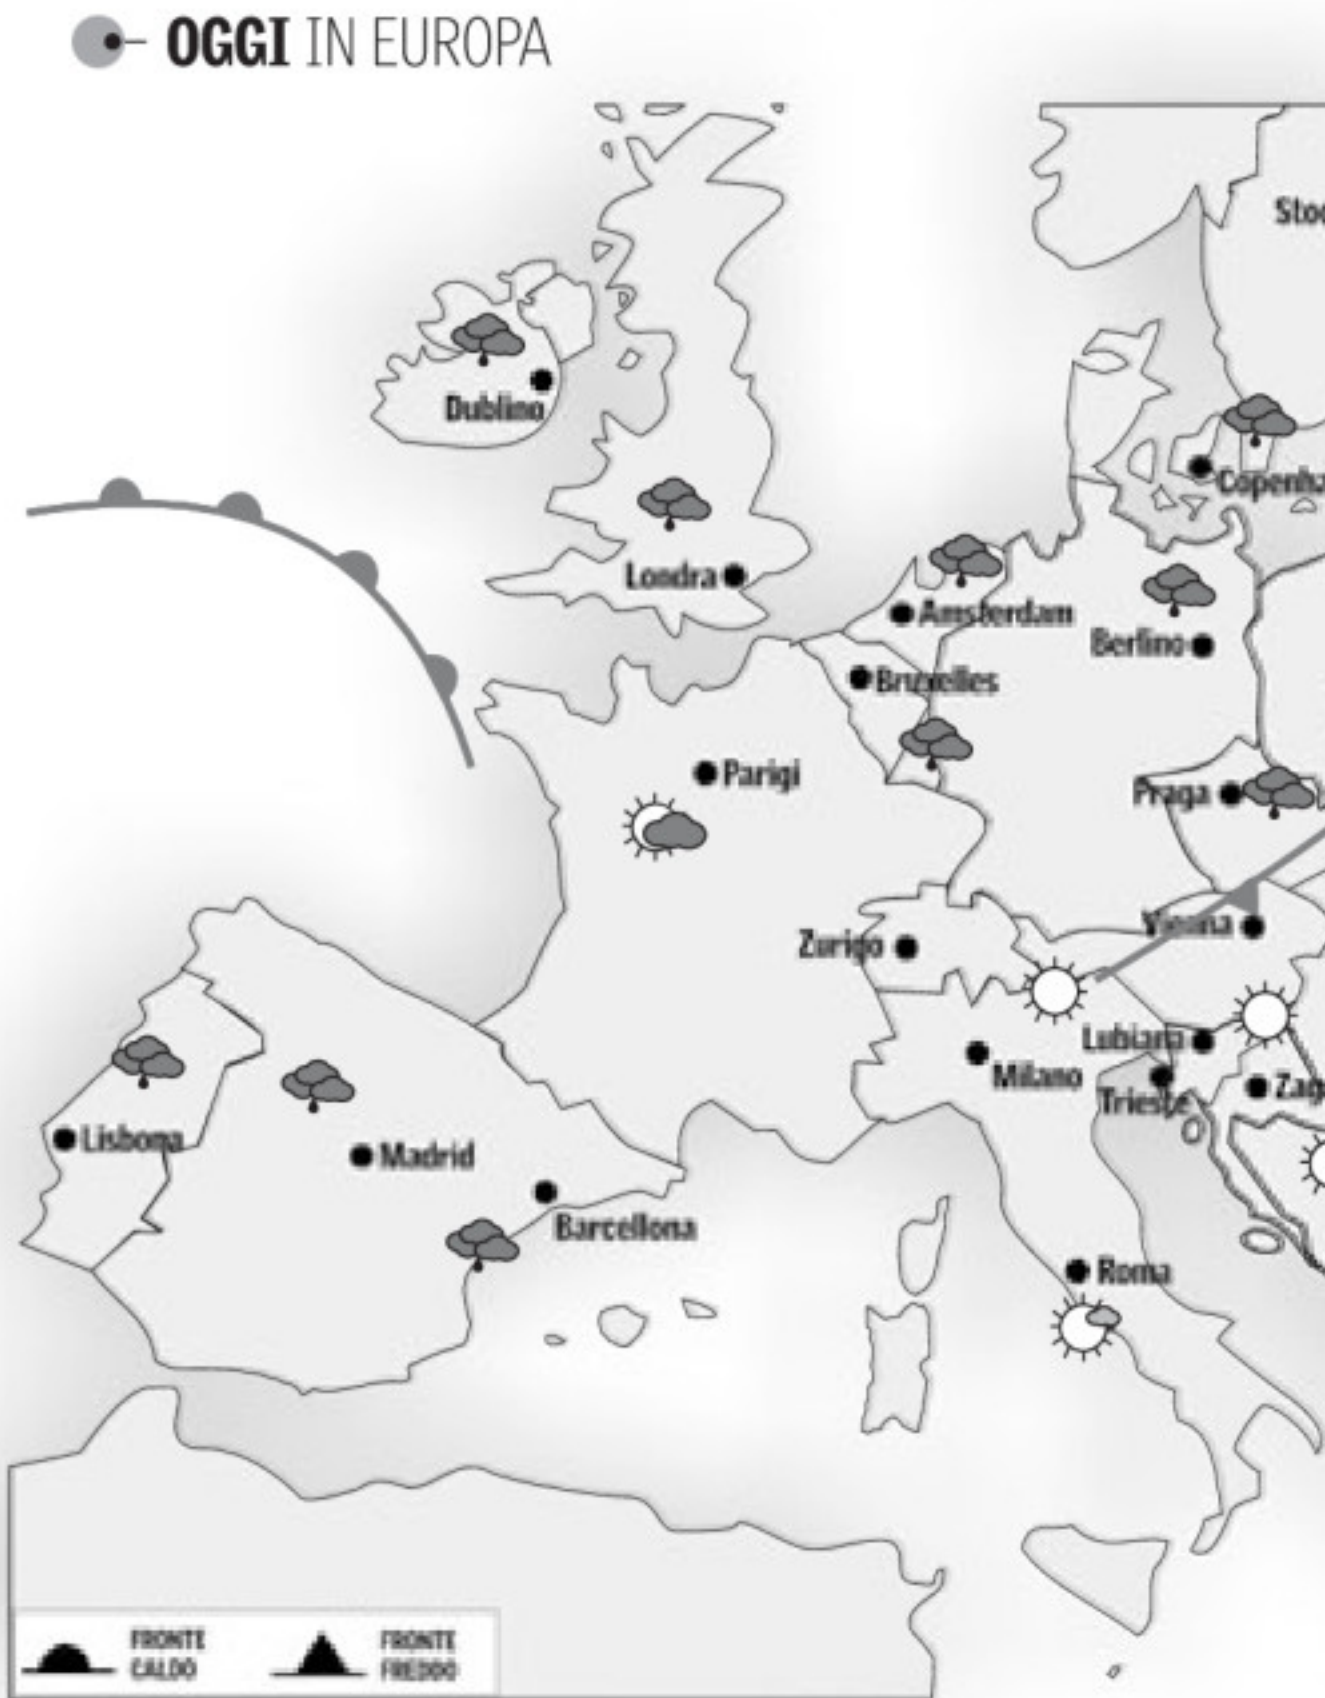 OGGI IN EUROPA
Dublino
Londra
Amsterdam
Berlino
Bruxelles
Parigi
Praga
Vienna
Zurigo
Lubiana
Milano
Trieste
Lisbona
Madrid
Barcellona
Roma
FRONTE
CALDO
FRONTE
FREDDO